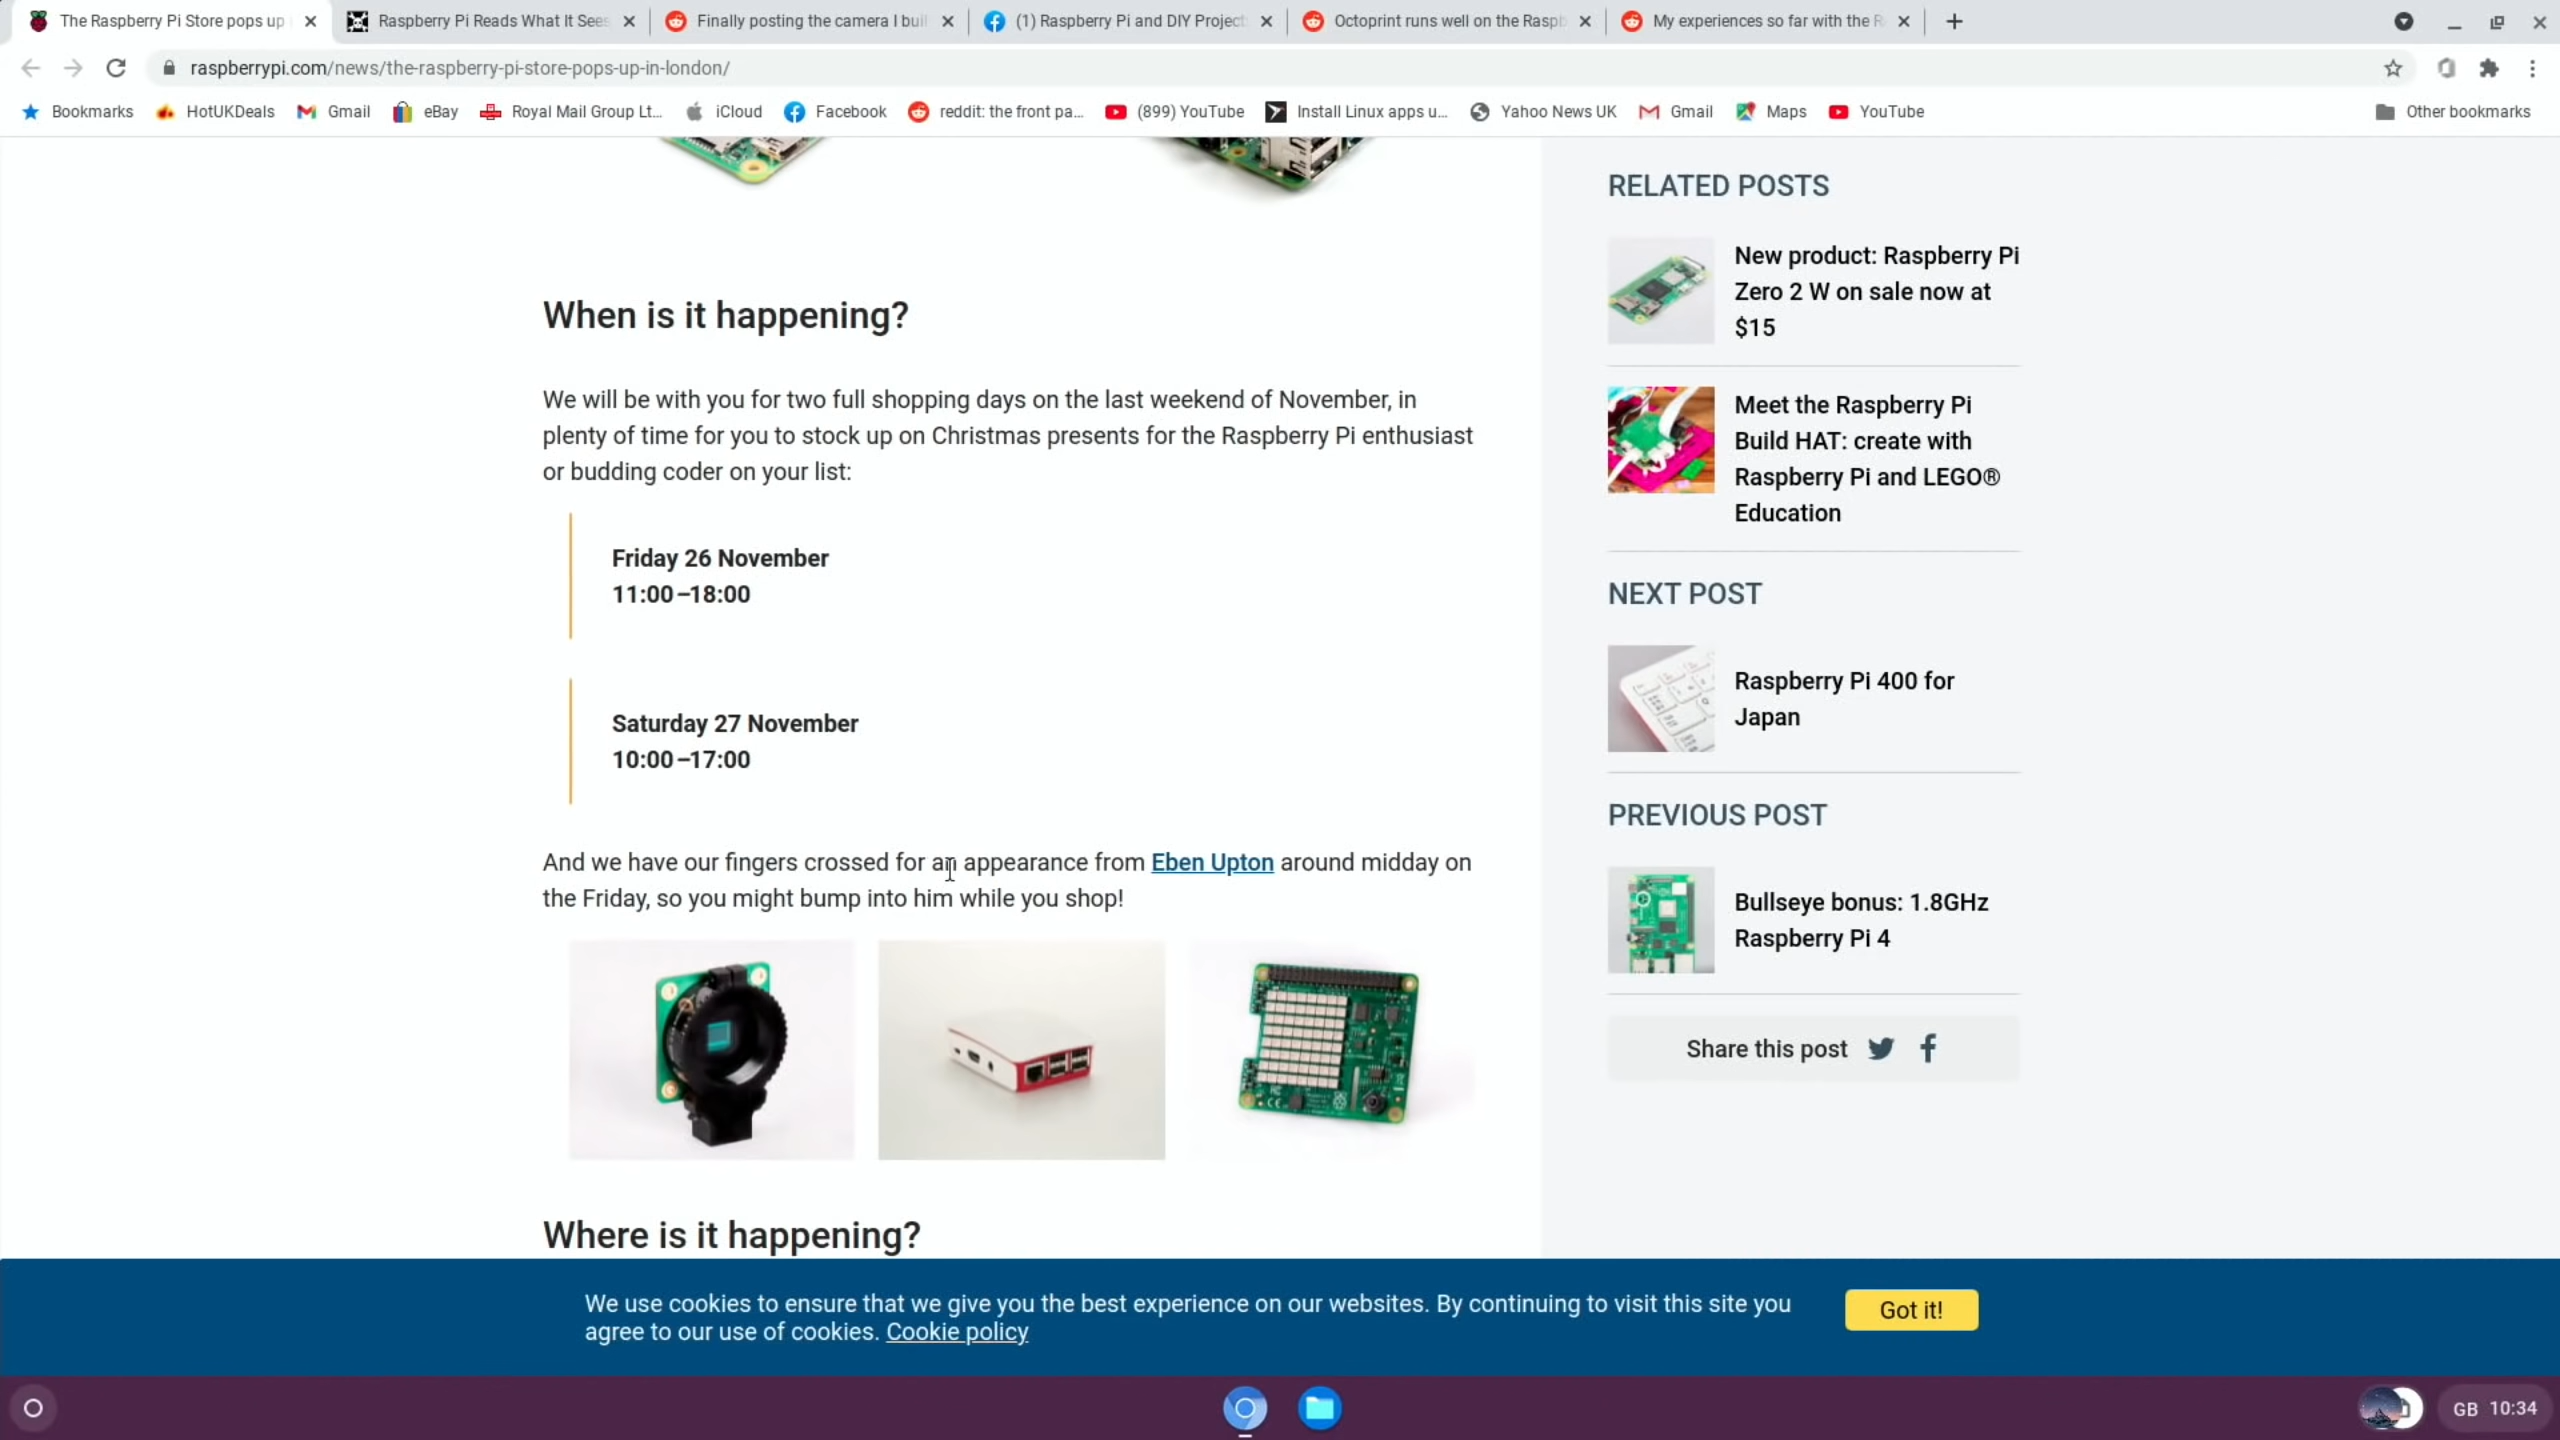 The Raspberry Pi Store pops up
Raspberry Pi Reads What It Sees
Finally posting the camera I buil
(1) Raspberry Pi and DIY Project
Octoprint runs well on the Raspb
My experiences so far with the R
raspberrypi.com/news/the-raspberry-pi-store-pops-up-in-london/
Bookmarks
HotUKDeals
Gmail
eBay
Royal Mail Group Lt...
iCloud
Facebook
reddit: the front pa...
(899) YouTube
Install Linux apps u...
Yahoo News UK
Gmail
Maps
YouTube
Other bookmarks
When is it happening?
We will be with you for two full shopping days on the last weekend of November, in
plenty of time for you to stock up on Christmas presents for the Raspberry Pi enthusiast
or budding coder on your list:
Friday 26 November
11:00–18:00
Saturday 27 November
10:00–17:00
And we have our fingers crossed for an appearance from Eben Upton around midday on
the Friday, so you might bump into him while you shop!
Where is it happening?
RELATED POSTS
New product: Raspberry Pi
Zero 2 W on sale now at
$15
Meet the Raspberry Pi
Build HAT: create with
Raspberry Pi and LEGO®
Education
NEXT POST
Raspberry Pi 400 for
Japan
PREVIOUS POST
Bullseye bonus: 1.8GHz
Raspberry Pi 4
Share this post
We use cookies to ensure that we give you the best experience on our websites. By continuing to visit this site you
agree to our use of cookies. Cookie policy
Got it!
GB 10:34